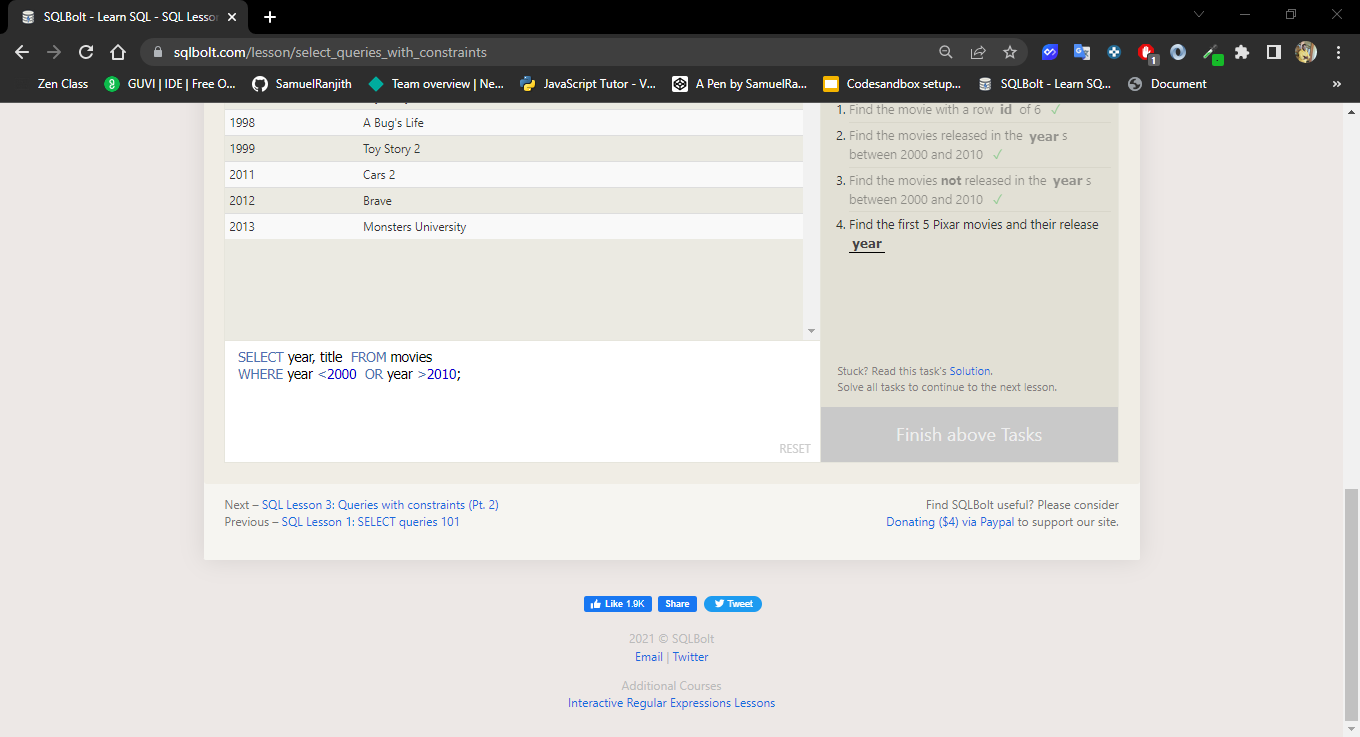 SQLBolt - Learn SQL - SQL Lesson
sqlbolt.com/lesson/select_queries_with_constraints
1
Zen Class
GUVI | IDE | Free O...
SamuelRanjith
Team overview | Ne...
JavaScript Tutor - V...
A Pen by SamuelRa...
Codesandbox setup...
SQLBolt - Learn SQ...
Document
»
1998 A Bug's Life
1999 Toy Story 2
2011 Cars 2
2012 Brave
2013 Monsters University
1. Find the movie with a row id of 6 ✓
2. Find the movies released in the year s
between 2000 and 2010 ✓
3. Find the movies not released in the year s
between 2000 and 2010 ✓
4. Find the first 5 Pixar movies and their release
year
SELECT year, title FROM movies
WHERE year <2000 OR year >2010;
RESET
Stuck? Read this task's Solution.
Solve all tasks to continue to the next lesson.
Finish above Tasks
Next – SQL Lesson 3: Queries with constraints (Pt. 2)
Previous – SQL Lesson 1: SELECT queries 101
Find SQLBolt useful? Please consider
Donating ($4) via Paypal to support our site.
Like 1.9K
Share
Tweet
2021 © SQLBolt
Email | Twitter
Additional Courses
Interactive Regular Expressions Lessons